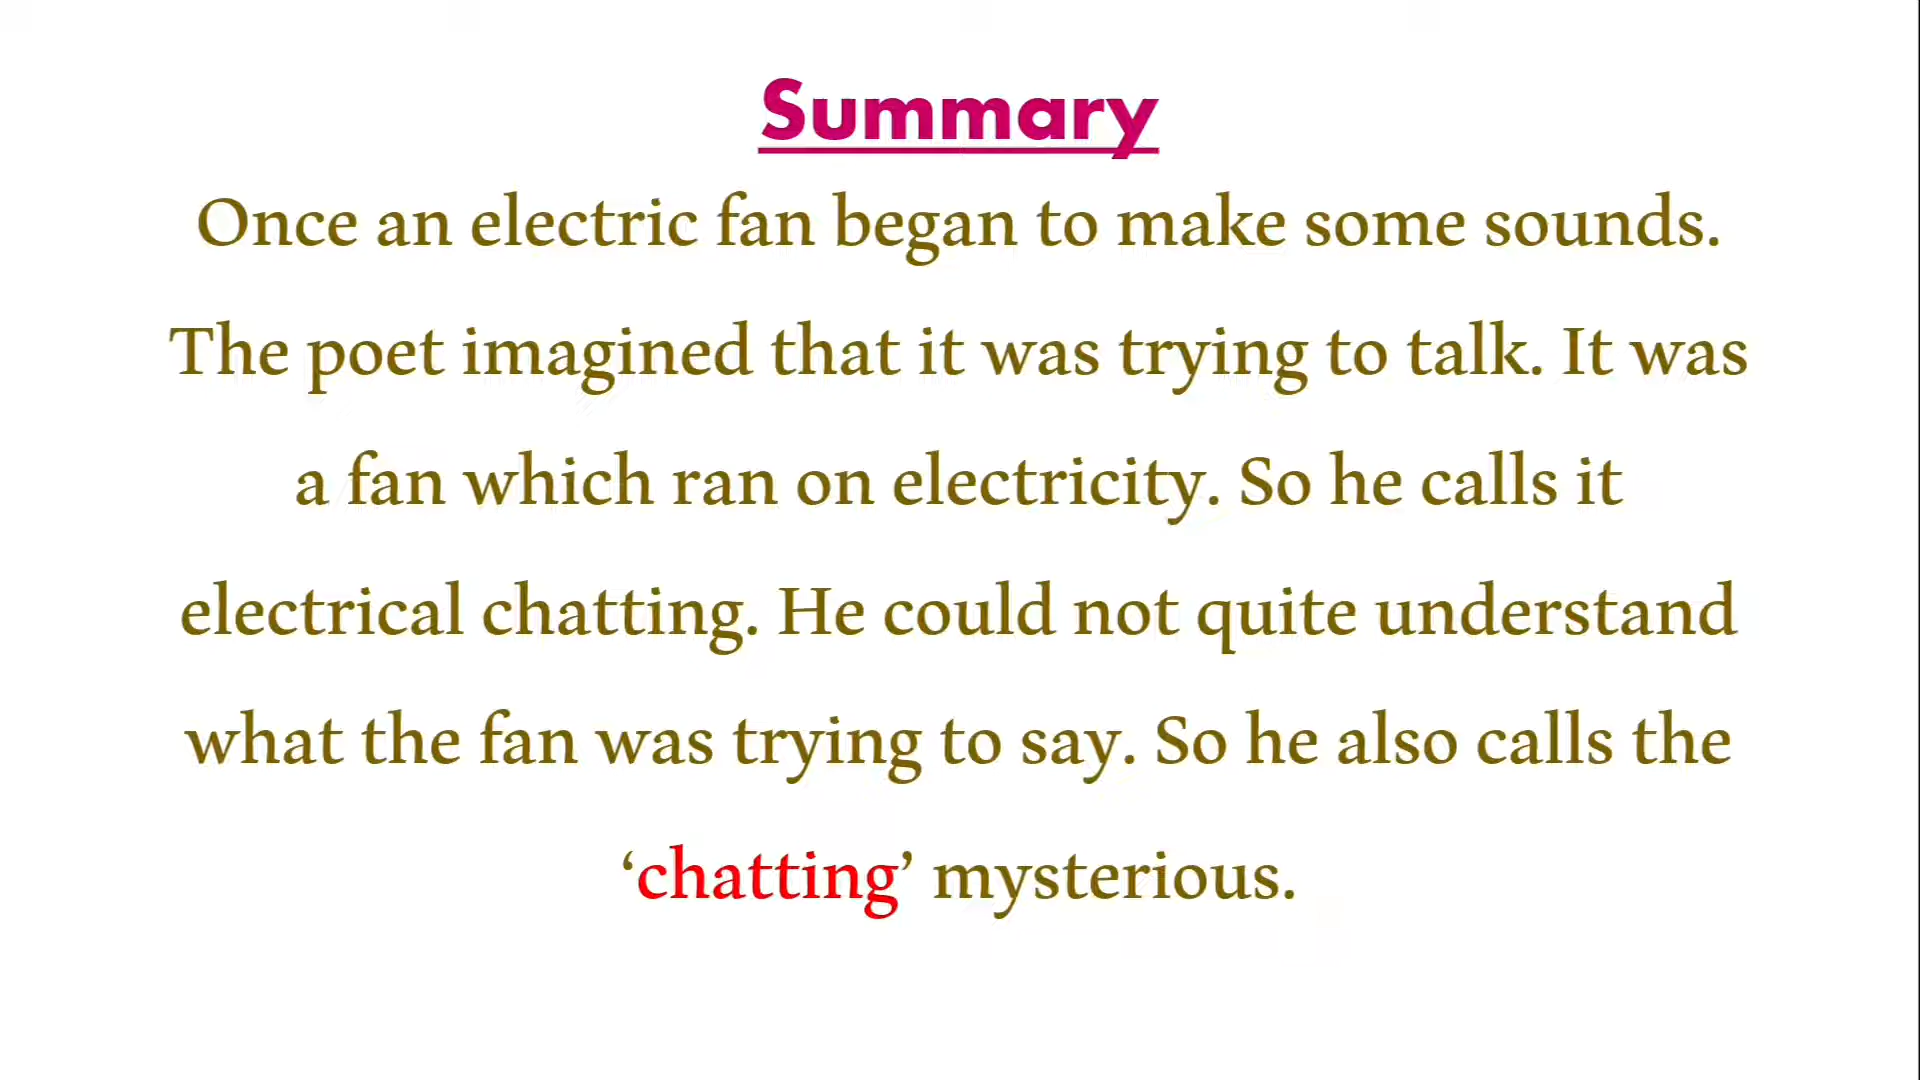 Summary
Once an electric fan began to make some sounds.
The poet imagined that it was trying to talk. It was
a fan which ran on electricity. So he calls it
electrical chatting. He could not quite understand
what the fan was trying to say. So he also calls the
‘chatting’ mysterious.